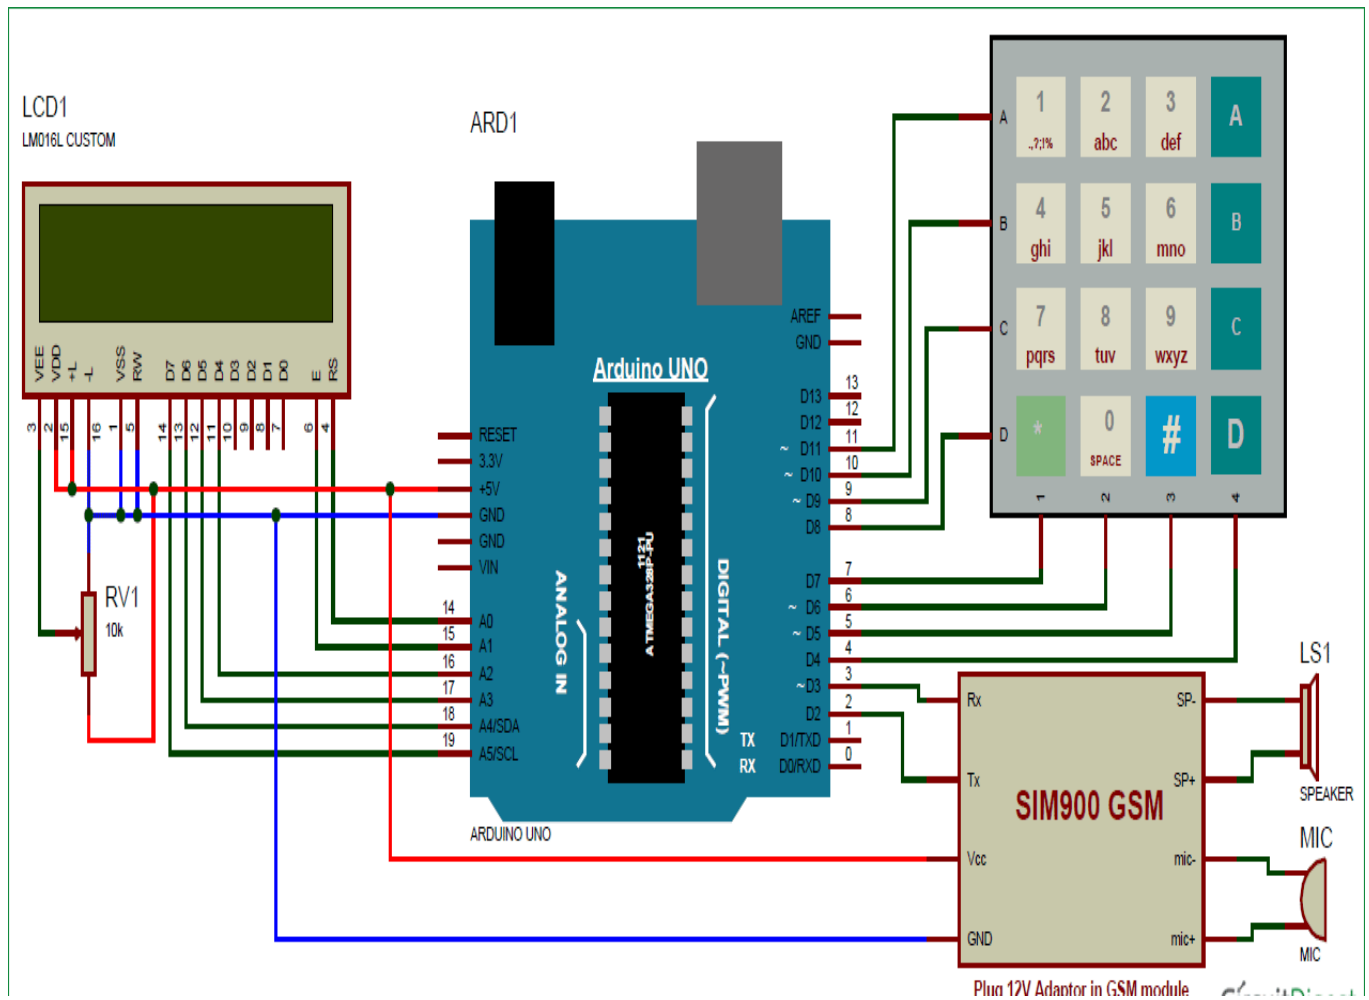 LCD1
LM016L CUSTOM
VEE
VDD
+L
-L
VSS
RW
D7
D6
D5
D4
D3
D2
D1
D0
E
RS
3
2
15
16
1
5
14
13
12
11
10
9
8
7
6
4
RV1
10k
ARD1
Arduino UNO
RESET
3.3V
+5V
GND
GND
VIN
14 A0
15 A1
16 A2
17 A3
18 A4/SDA
19 A5/SCL
ANALOG IN
1121
ATMEGA328P-PU
DIGITAL (~PWM)
AREF
GND
D13 13
D12 12
~ D11 11
~ D10 10
~ D9 9
D8 8
D7 7
~ D6 6
~ D5 5
D4 4
~ D3 3
D2 2
TX D1/TXD 1
RX D0/RXD 0
ARDUINO UNO
A
B
C
D
1
.,?;!%
2
abc
3
def
A
4
ghi
5
jkl
6
mno
B
7
pqrs
8
tuv
9
wxyz
C
*
0
SPACE
#
D
1
2
3
4
Rx
Tx
Vcc
GND
SIM900 GSM
SP-
SP+
mic-
mic+
LS1
SPEAKER
MIC
MIC
Plug 12V Adaptor in GSM module
CircuitDigest